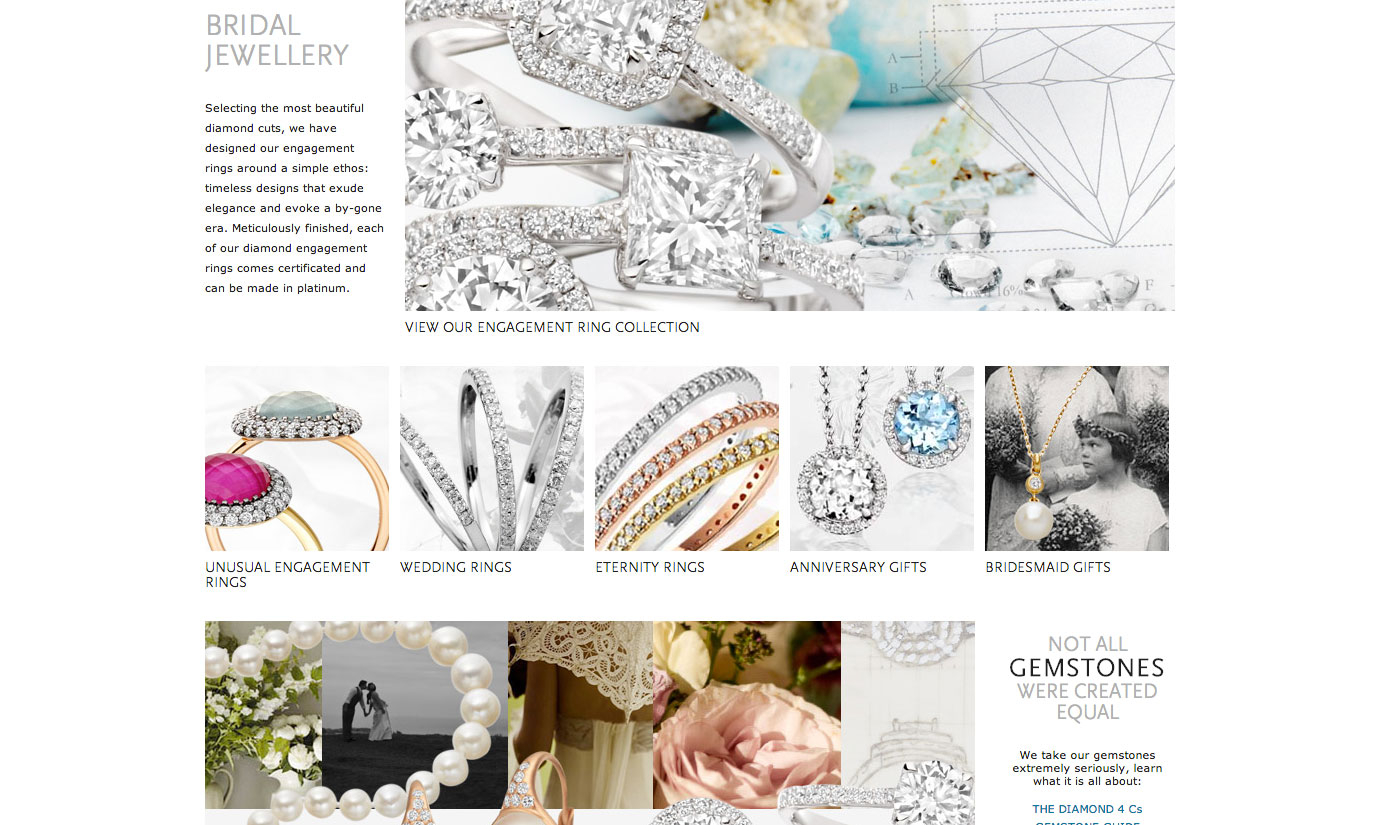 BRIDAL
JEWELLERY
Selecting the most beautiful
diamond cuts, we have
designed our engagement
rings around a simple ethos:
timeless designs that exude
elegance and evoke a by-gone
era. Meticulously finished, each
of our diamond engagement
rings comes certificated and
can be made in platinum.
A
B
D
A
Crown 16%
F
G
VIEW OUR ENGAGEMENT RING COLLECTION
UNUSUAL ENGAGEMENT
RINGS
WEDDING RINGS
ETERNITY RINGS
ANNIVERSARY GIFTS
BRIDESMAID GIFTS
NOT ALL
GEMSTONES
WERE CREATED
EQUAL
We take our gemstones
extremely seriously, learn
what it is all about:
THE DIAMOND 4 Cs
GEMSTONE GUIDE